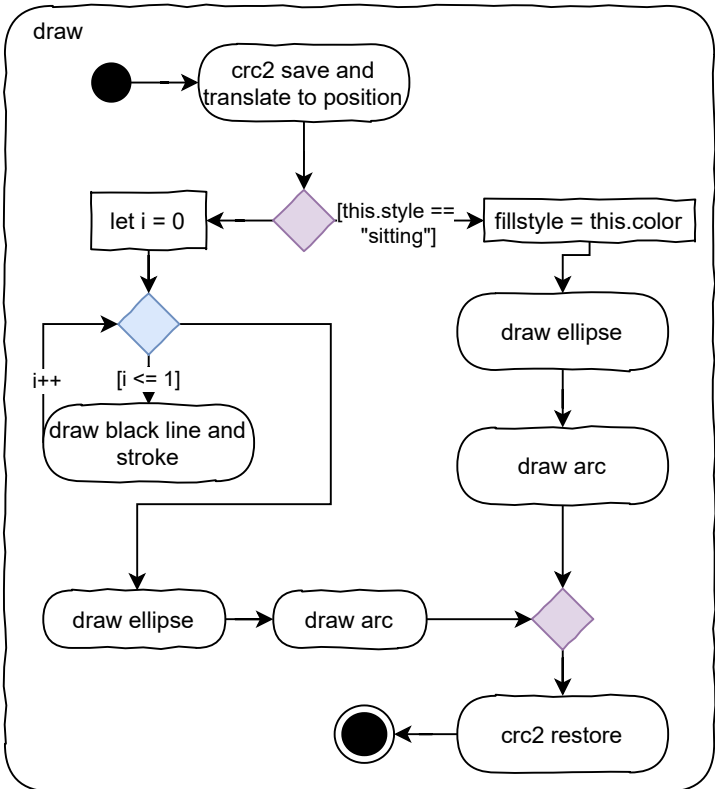 draw
crc2 save and
translate to position
let i = 0
[this.style ==
"sitting"]
fillstyle = this.color
draw ellipse
i++
[i <= 1]
draw black line and
stroke
draw arc
draw ellipse
draw arc
crc2 restore